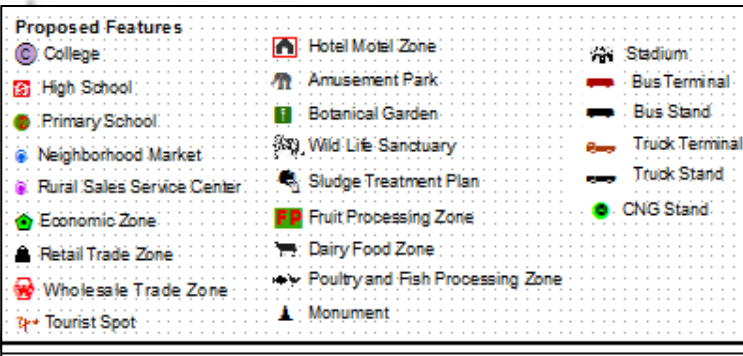 Proposed Features
College
High School
Primary School
Neighborhood Market
Rural Sales Service Center
Economic Zone
Retail Trade Zone
Wholesale Trade Zone
Tourist Spot
Hotel Motel Zone
Amusement Park
Botanical Garden
Wild Life Sanctuary
Sludge Treatment Plan
FP Fruit Processing Zone
Dairy Food Zone
Poultry and Fish Processing Zone
Monument
Stadium
Bus Terminal
Bus Stand
Truck Terminal
Truck Stand
CNG Stand